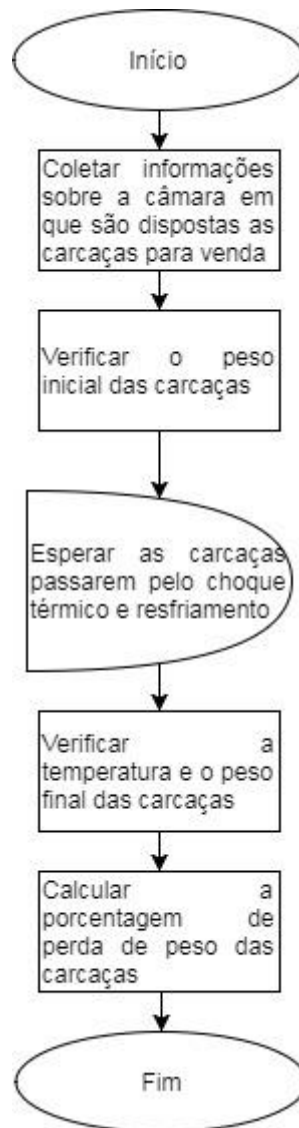 Início
Coletar informações
sobre a câmara em
que são dispostas as
carcaças para venda
Verificar o peso
inicial das carcaças
Esperar as carcaças
passarem pelo choque
térmico e resfriamento
Verificar a
temperatura e o peso
final das carcaças
Calcular a
porcentagem de
perda de peso das
carcaças
Fim